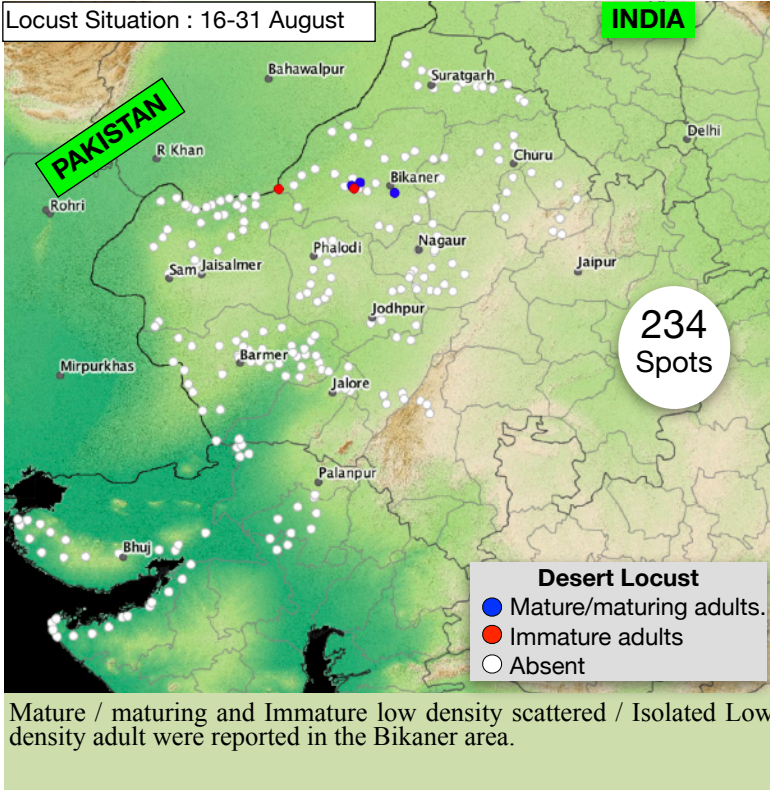 Locust Situation : 16-31 August
INDIA
Bahawalpur
Suratgarh
PAKISTAN
Delhi
R Khan
Churu
Bikaner
Rohri
Phalodi
Nagaur
Sam
Jaisalmer
Jaipur
Jodhpur
234
Spots
Barmer
Mirpurkhas
Jalore
Palanpur
Bhuj
Desert Locust
Mature/maturing adults.
Immature adults
Absent
Mature / maturing and Immature low density scattered / Isolated Low
density adult were reported in the Bikaner area.